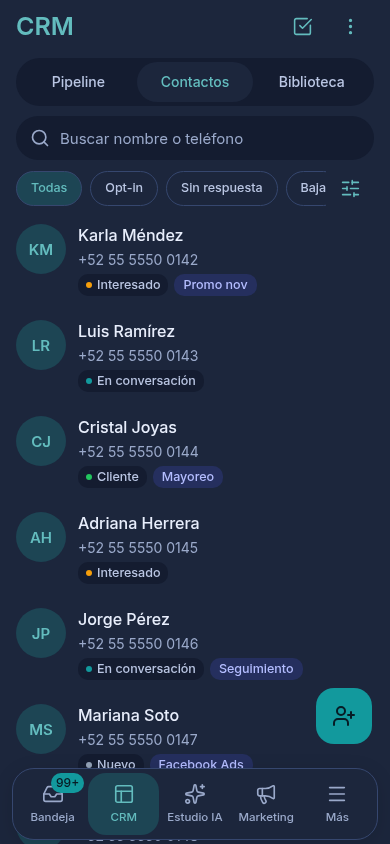 CRM
Pipeline
Contactos
Biblioteca
Buscar nombre o teléfono
Todas
Opt-in
Sin respuesta
Baja
KM
Karla Méndez
+52 55 5550 0142
Interesado
Promo nov
LR
Luis Ramírez
+52 55 5550 0143
En conversación
CJ
Cristal Joyas
+52 55 5550 0144
Cliente
Mayoreo
AH
Adriana Herrera
+52 55 5550 0145
Interesado
JP
Jorge Pérez
+52 55 5550 0146
En conversación
Seguimiento
MS
Mariana Soto
+52 55 5550 0147
Nuevo
Facebook Ads
99+
Bandeja
CRM
Estudio IA
Marketing
Más